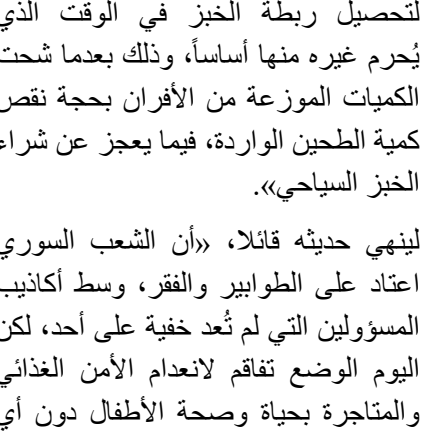 لتحصيل ربطة الخبز في الوقت الذي
يُحرم غيره منها أساساً، وذلك بعدما شحت
الكميات الموزعة من الأفران بحجة نقص
كمية الطحين الواردة، فيما يعجز عن شراء
الخبز السياحي».
لينهي حديثه قائلا، «أن الشعب السوري
اعتاد على الطوابير والفقر، وسط أكاذيب
المسؤولين التي لم تُعد خفية على أحد، لكن
اليوم الوضع تفاقم لانعدام الأمن الغذائي
والمتاجرة بحياة وصحة الأطفال دون أي